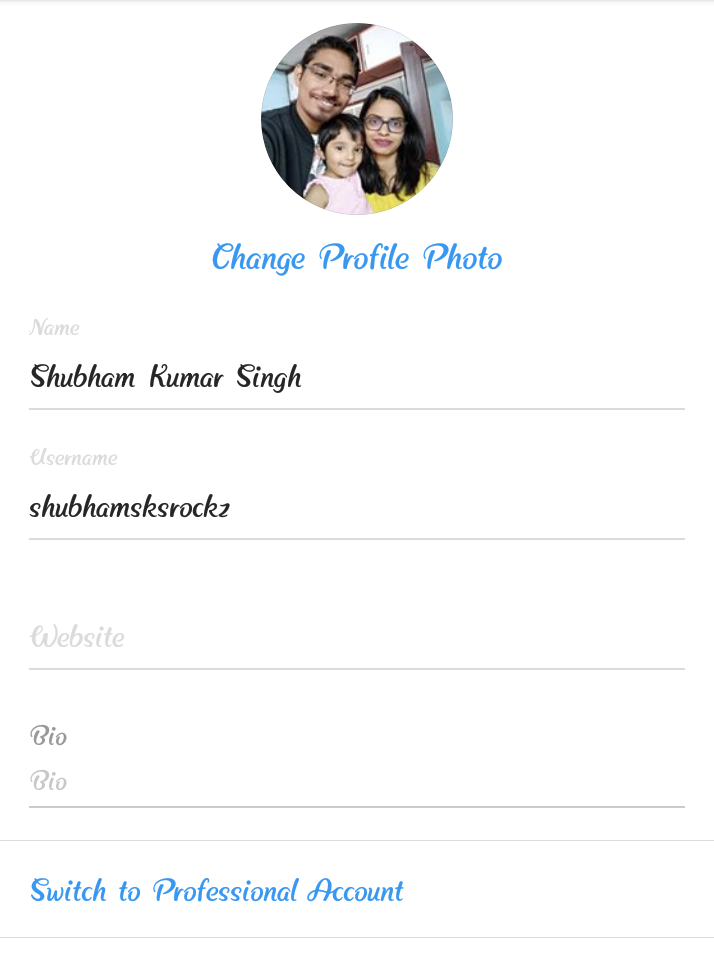 Change Profile Photo
Name
Shubham Kumar Singh
Username
shubhamsksrockz
Website
Bio
Bio
Switch to Professional Account